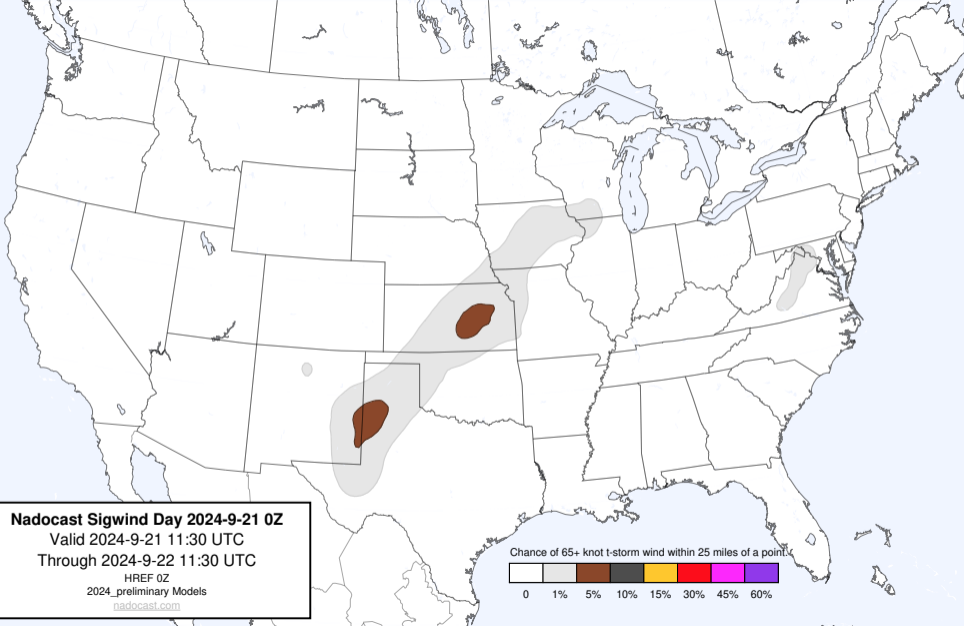 Nadocast Sigwind Day 2024-9-21 0Z
Valid 2024-9-21 11:30 UTC
Through 2024-9-22 11:30 UTC
HREF 0Z
2024_preliminary Models
nadocast.com
Chance of 65+ knot t-storm wind within 25 miles of a point.
0 1% 5% 10% 15% 30% 45% 60%